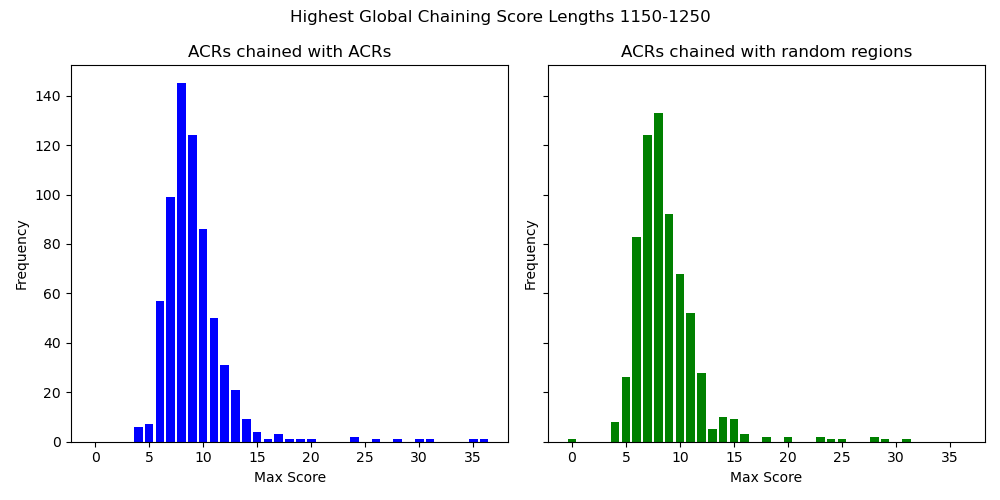 Highest Global Chaining Score Lengths 1150-1250
ACRs chained with ACRs
ACRs chained with random regions
140
120
100
80
60
40
20
0
Frequency
Frequency
0 5 10 15 20 25 30 35
0 5 10 15 20 25 30 35
Max Score
Max Score